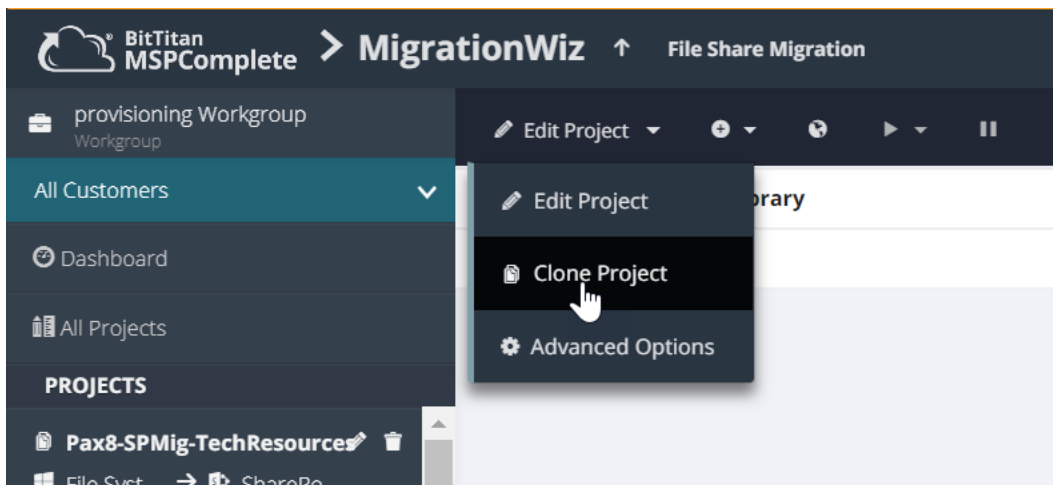 BitTitan
MSPComplete
MigrationWiz
File Share Migration
provisioning Workgroup
Workgroup
All Customers
Dashboard
All Projects
PROJECTS
Pax8-SPMig-TechResources
File Syst
SharePo
Edit Project
Edit Project
Clone Project
Advanced Options
brary